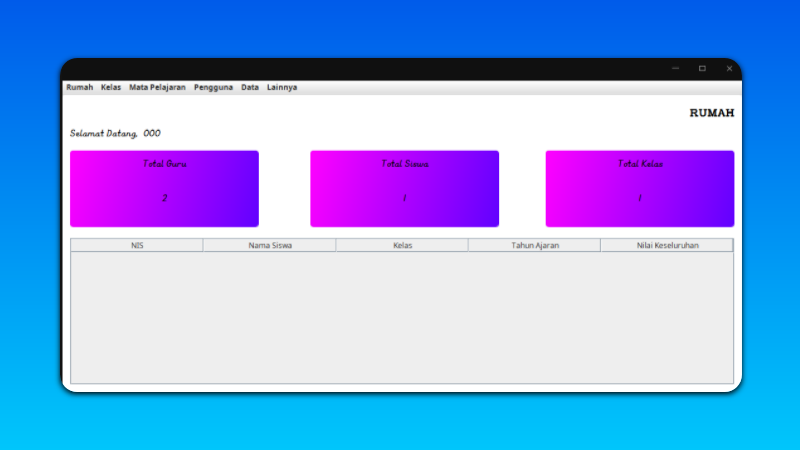 Rumah Kelas Mata Pelajaran Pengguna Data Lainnya
RUMAH
Selamat Datang, 000
Total Guru Total Siswa Total Kelas
2 1 1
NIS Nama Siswa Kelas Tahun Ajaran Nilai Keseluruhan